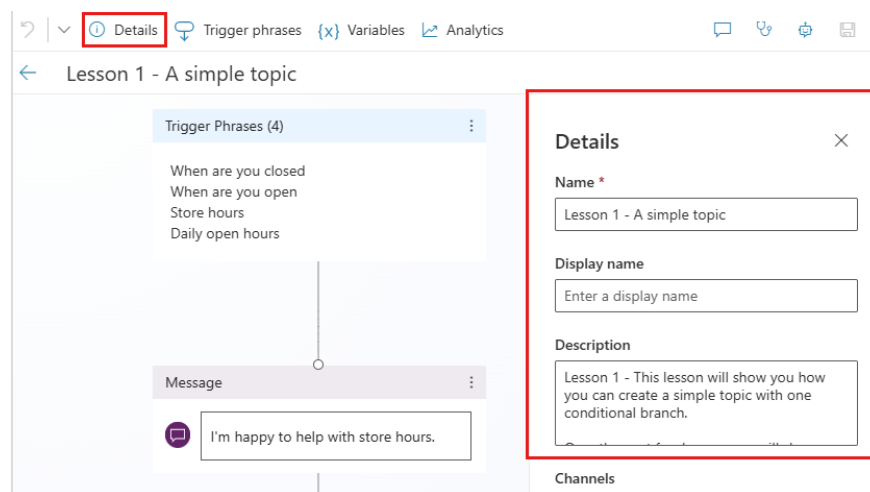 Details Trigger phrases {x} Variables Analytics
Lesson 1 - A simple topic
Trigger Phrases (4)
When are you closed
When are you open
Store hours
Daily open hours
Message
I'm happy to help with store hours.
Details
Name *
Lesson 1 - A simple topic
Display name
Enter a display name
Description
Lesson 1 - This lesson will show you how
you can create a simple topic with one
conditional branch.
Channels